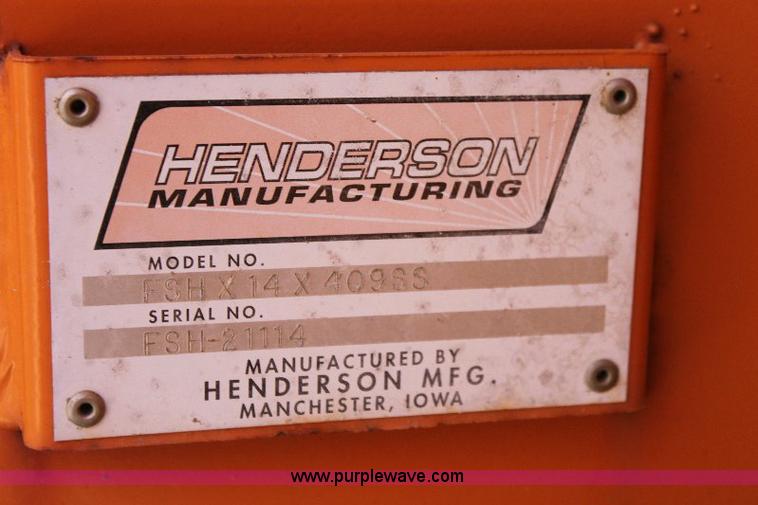 HENDERSON
MANUFACTURING
MODEL NO.
FSH X 14 X 409SS
SERIAL NO.
FSH-21114
MANUFACTURED BY
HENDERSON MFG.
MANCHESTER, IOWA
www.purplewave.com